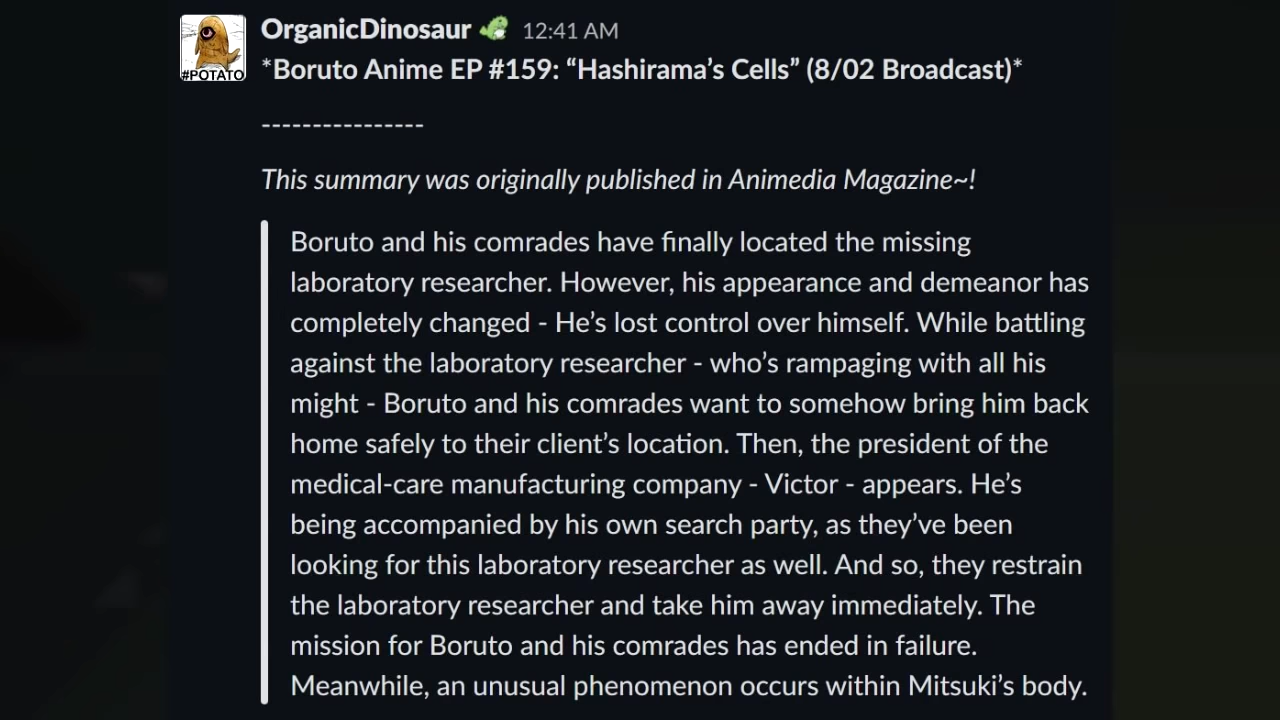 OrganicDinosaur 12:41 AM
*Boruto Anime EP #159: “Hashirama’s Cells” (8/02 Broadcast)*
----------------
This summary was originally published in Animedia Magazine~!
Boruto and his comrades have finally located the missing
laboratory researcher. However, his appearance and demeanor has
completely changed - He’s lost control over himself. While battling
against the laboratory researcher - who’s rampaging with all his
might - Boruto and his comrades want to somehow bring him back
home safely to their client’s location. Then, the president of the
medical-care manufacturing company - Victor - appears. He’s
being accompanied by his own search party, as they’ve been
looking for this laboratory researcher as well. And so, they restrain
the laboratory researcher and take him away immediately. The
mission for Boruto and his comrades has ended in failure.
Meanwhile, an unusual phenomenon occurs within Mitsuki’s body.
#POTATO